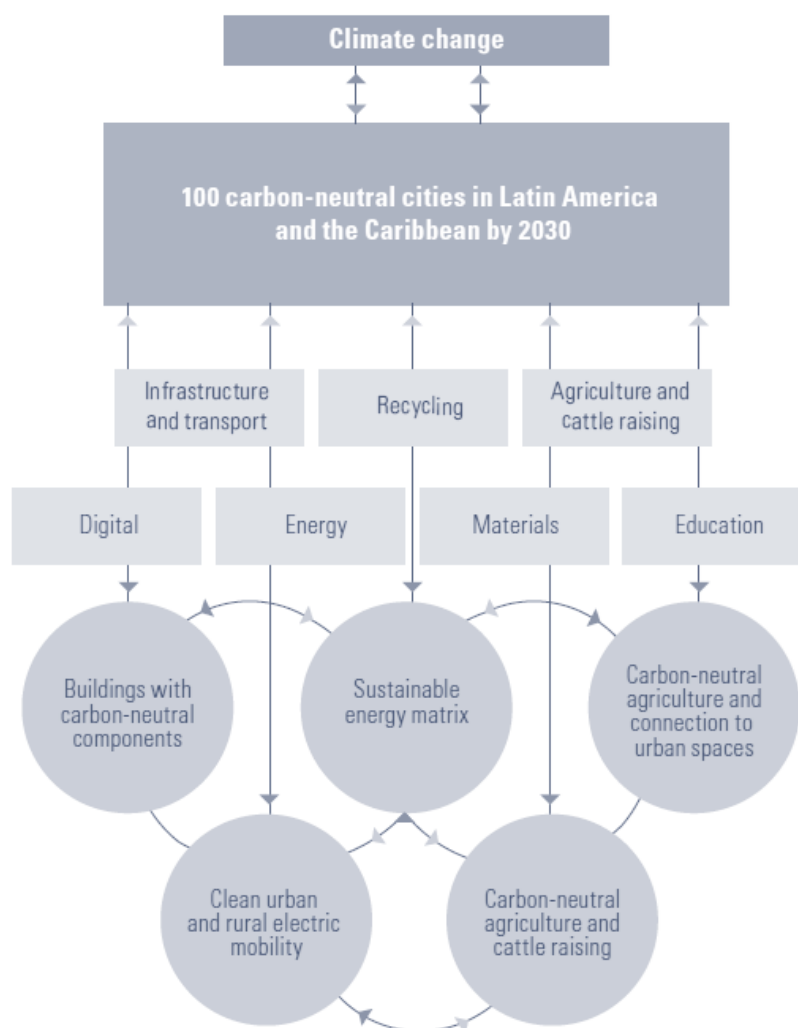 Climate change
100 carbon-neutral cities in Latin America
and the Caribbean by 2030
Infrastructure
and transport
Recycling
Agriculture and
cattle raising
Digital
Energy
Materials
Education
Buildings with
carbon-neutral
components
Sustainable
energy matrix
Carbon-neutral
agriculture and
connection to
urban spaces
Clean urban
and rural electric
mobility
Carbon-neutral
agriculture and
cattle raising